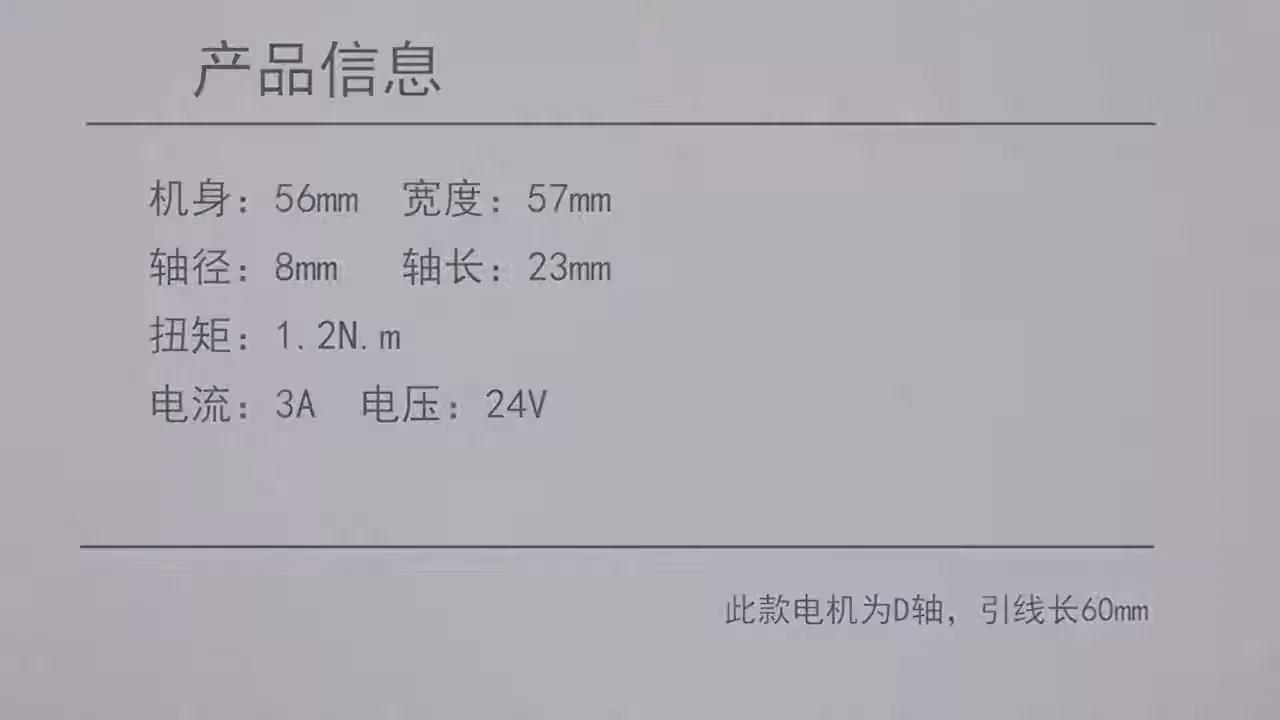 产品信息
机身：56mm 宽度：57mm
轴径：8mm 轴长：23mm
扭矩：1.2N.m
电流：3A 电压：24V
此款电机为D轴，引线长60mm